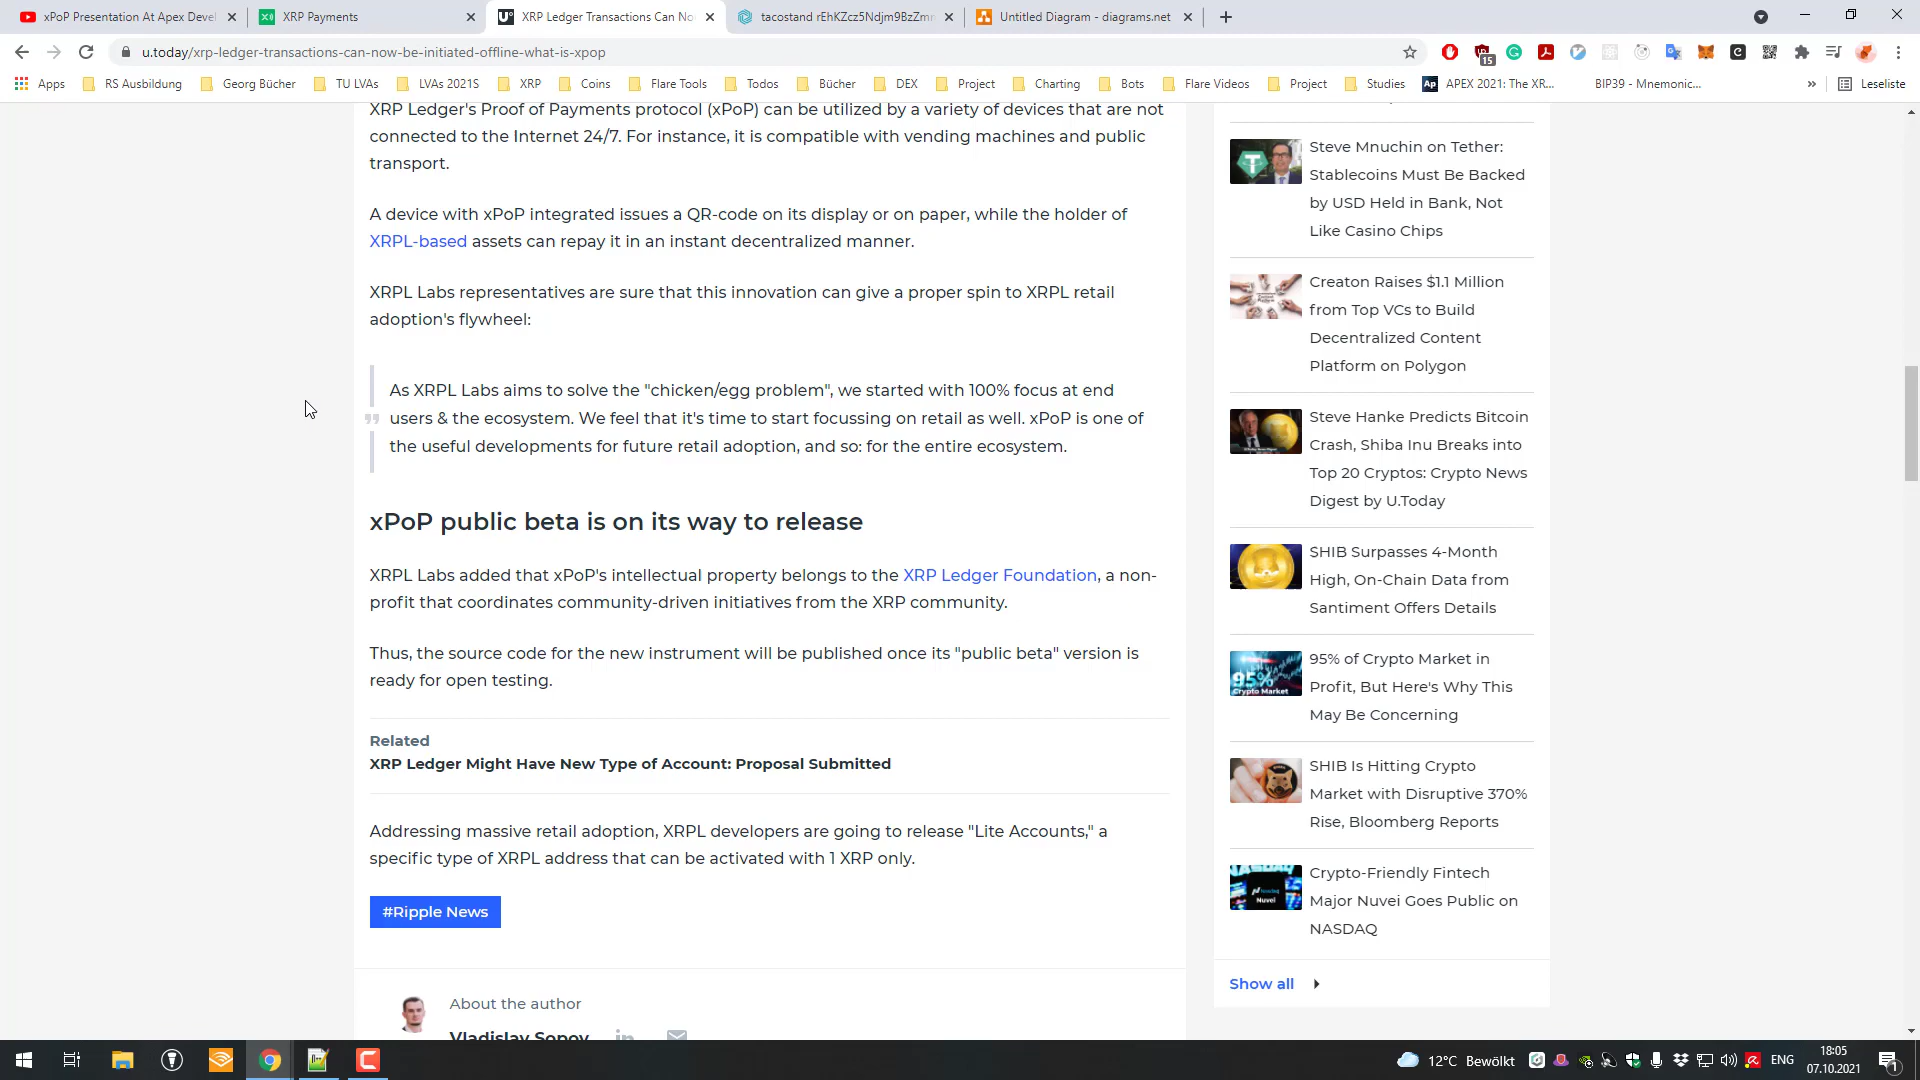 xPoP Presentation At Apex Devel
XRP Payments
XRP Ledger Transactions Can No
tacostand rEhKZcz5Ndjm9BzZmr
Untitled Diagram - diagrams.net
u.today/xrp-ledger-transactions-can-now-be-initiated-offline-what-is-xpop
15
Apps
RS Ausbildung
Georg Bücher
TU LVAs
LVAs 2021S
XRP
Coins
Flare Tools
Todos
Bücher
DEX
Project
Charting
Bots
Flare Videos
Project
Studies
APEX 2021: The XR...
BIP39 - Mnemonic...
»
Leseliste
XRP Ledger's Proof of Payments protocol (xPoP) can be utilized by a variety of devices that are not
connected to the Internet 24/7. For instance, it is compatible with vending machines and public
transport.
A device with xPoP integrated issues a QR-code on its display or on paper, while the holder of
XRPL-based assets can repay it in an instant decentralized manner.
XRPL Labs representatives are sure that this innovation can give a proper spin to XRPL retail
adoption's flywheel:
As XRPL Labs aims to solve the "chicken/egg problem", we started with 100% focus at end
users & the ecosystem. We feel that it's time to start focussing on retail as well. xPoP is one of
the useful developments for future retail adoption, and so: for the entire ecosystem.
xPoP public beta is on its way to release
XRPL Labs added that xPoP's intellectual property belongs to the XRP Ledger Foundation, a non-
profit that coordinates community-driven initiatives from the XRP community.
Thus, the source code for the new instrument will be published once its "public beta" version is
ready for open testing.
Related
XRP Ledger Might Have New Type of Account: Proposal Submitted
Addressing massive retail adoption, XRPL developers are going to release "Lite Accounts," a
specific type of XRPL address that can be activated with 1 XRP only.
#Ripple News
About the author
Vladislav Sopov
Steve Mnuchin on Tether:
Stablecoins Must Be Backed
by USD Held in Bank, Not
Like Casino Chips
Creaton Raises $1.1 Million
from Top VCs to Build
Decentralized Content
Platform on Polygon
Steve Hanke Predicts Bitcoin
Crash, Shiba Inu Breaks into
Top 20 Cryptos: Crypto News
Digest by U.Today
SHIB Surpasses 4-Month
High, On-Chain Data from
Santiment Offers Details
95%
Crypto Market
95% of Crypto Market in
Profit, But Here's Why This
May Be Concerning
SHIB Is Hitting Crypto
Market with Disruptive 370%
Rise, Bloomberg Reports
Nuvei
Crypto-Friendly Fintech
Major Nuvei Goes Public on
NASDAQ
Show all
12°C Bewölkt
ENG
18:05
07.10.2021
1